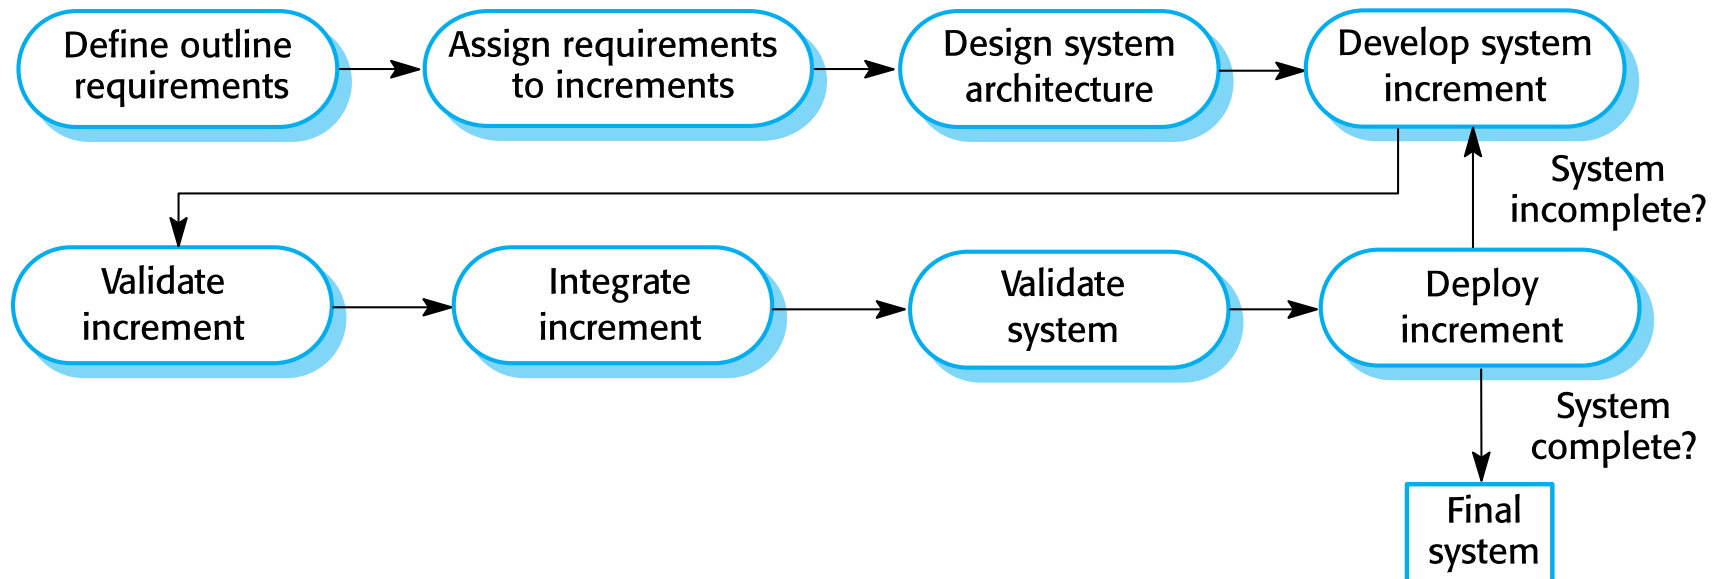 Define outline
requirements
Assign requirements
to increments
Design system
architecture
Develop system
increment
System
incomplete?
Validate
increment
Integrate
increment
Validate
system
Deploy
increment
System
complete?
Final
system